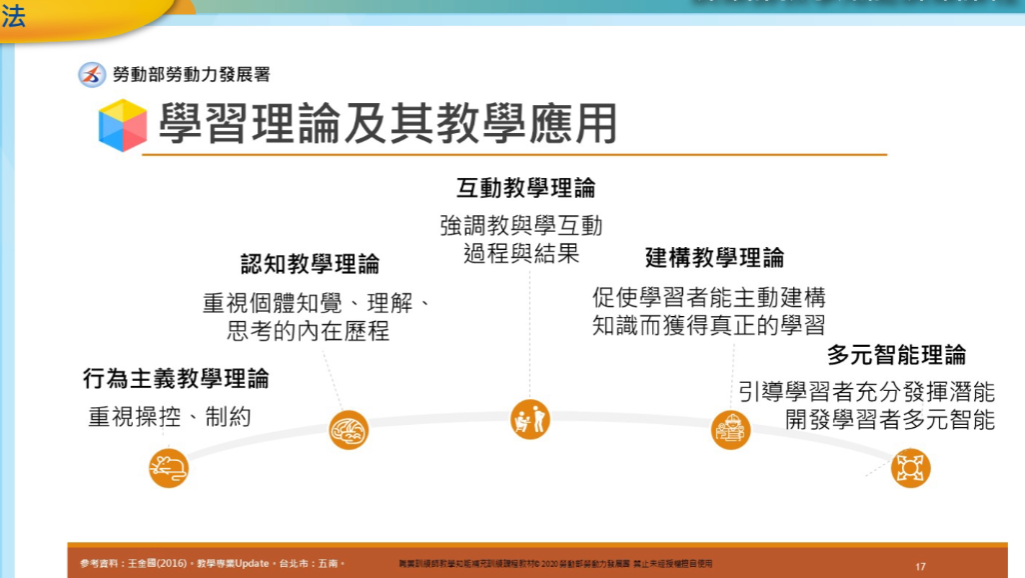 法
勞動部勞動力發展署
學習理論及其教學應用
互動教學理論
強調教與學互動
過程與結果
認知教學理論
重視個體知覺、理解、
思考的內在歷程
建構教學理論
促使學習者能主動建構
知識而獲得真正的學習
行為主義教學理論
重視操控、制約
多元智能理論
引導學習者充分發揮潛能
開發學習者多元智能
參考資料：王金國(2016)。教學專業Update。台北市：五南。
職業訓練師教學知能補充訓練課程教材© 2020 勞動部勞動力發展署 禁止未經授權擅自使用
17